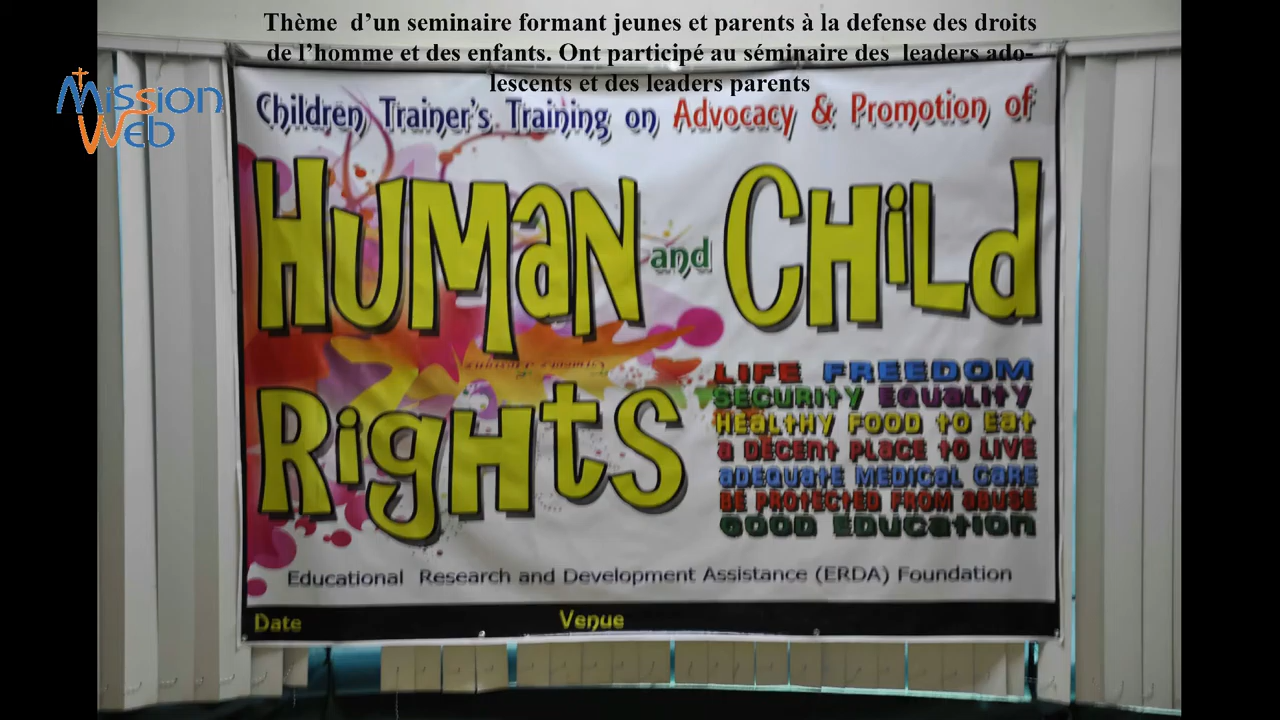 Thème d’un seminaire formant jeunes et parents à la defense des droits
de l’homme et des enfants. Ont participé au séminaire des leaders ado-
lescents et des leaders parents
Mission
Web
Children Trainer's Training on Advocacy & Promotion of
HUMaN and CHiLd
RigHtS
LIFE FREEDOM
SECURItY EQUaLItY
HEaLtHY FOOD tO Eat
a DECEnt PLaCE tO LIVE
aDEQUatE MEDICaL CaRE
BE PROtECtED FROM aBUSE
GOOD EDUCatIOn
Educational Research and Development Assistance (ERDA) Foundation
Date Venue